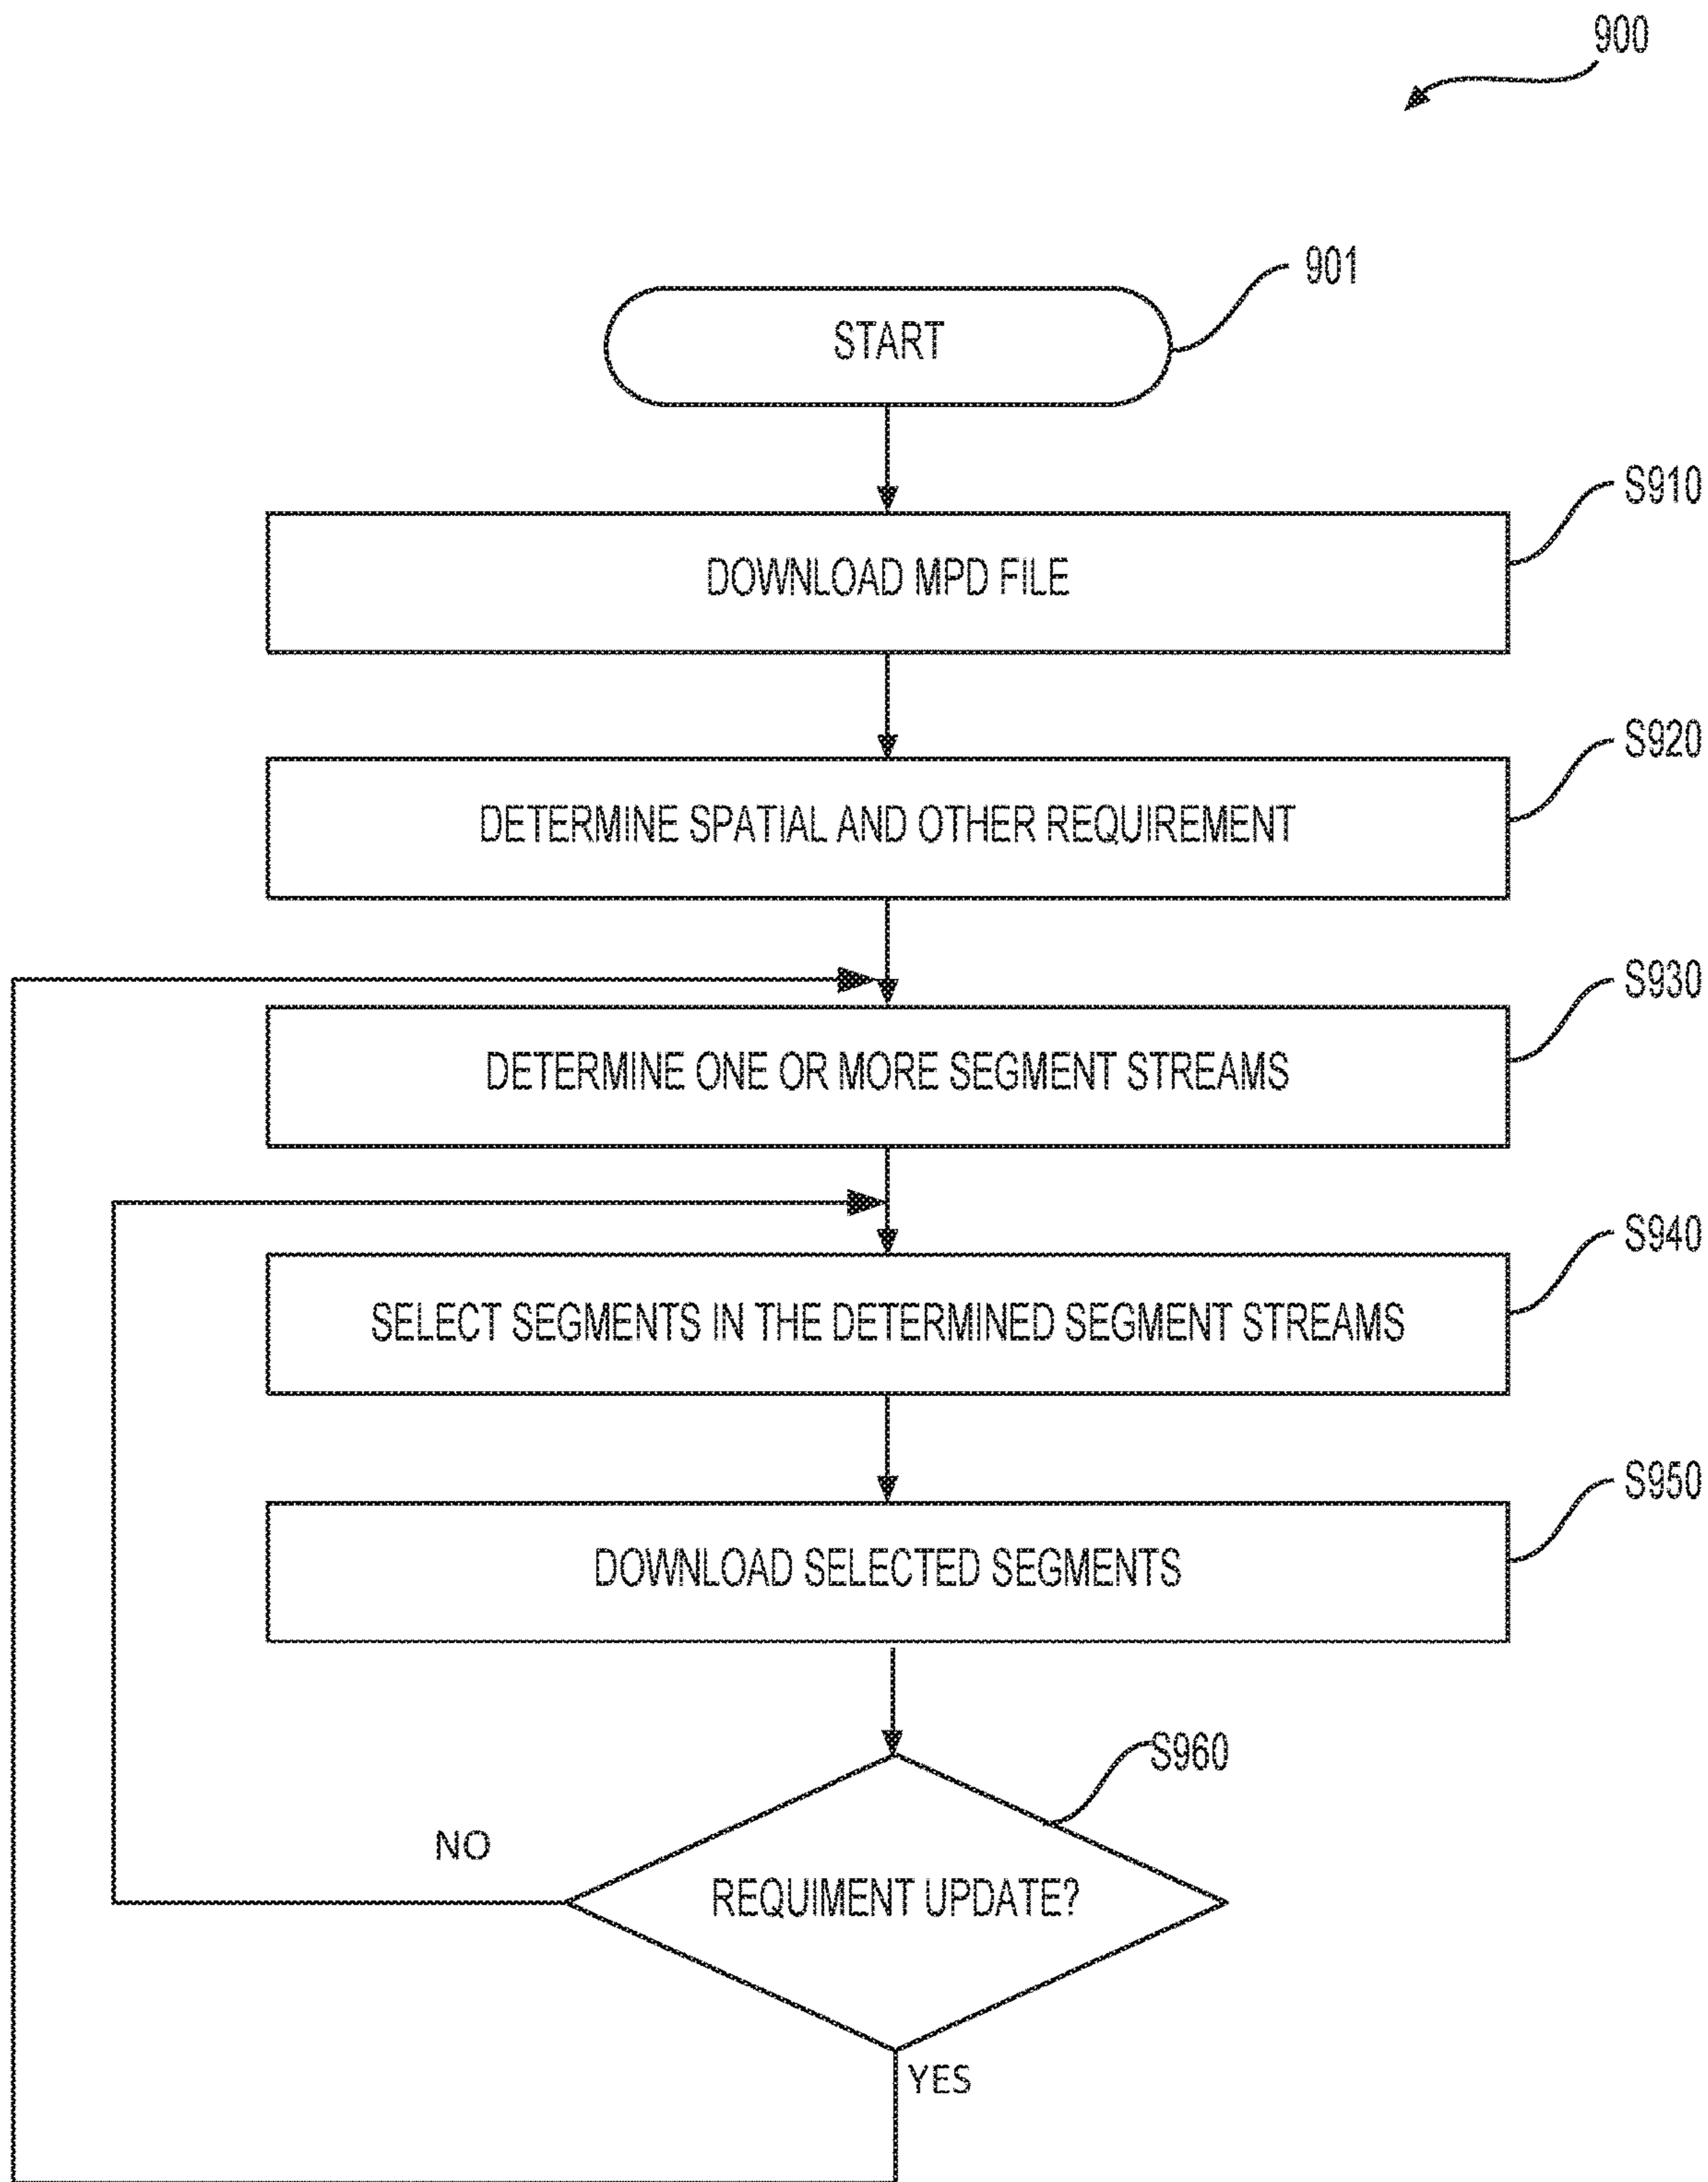 900
901
START
S910
DOWNLOAD MPD FILE
S920
DETERMINE SPATIAL AND OTHER REQUIREMENT
S930
DETERMINE ONE OR MORE SEGMENT STREAMS
S940
SELECT SEGMENTS IN THE DETERMINED SEGMENT STREAMS
S950
DOWNLOAD SELECTED SEGMENTS
S960
NO
REQUIMENT UPDATE?
YES